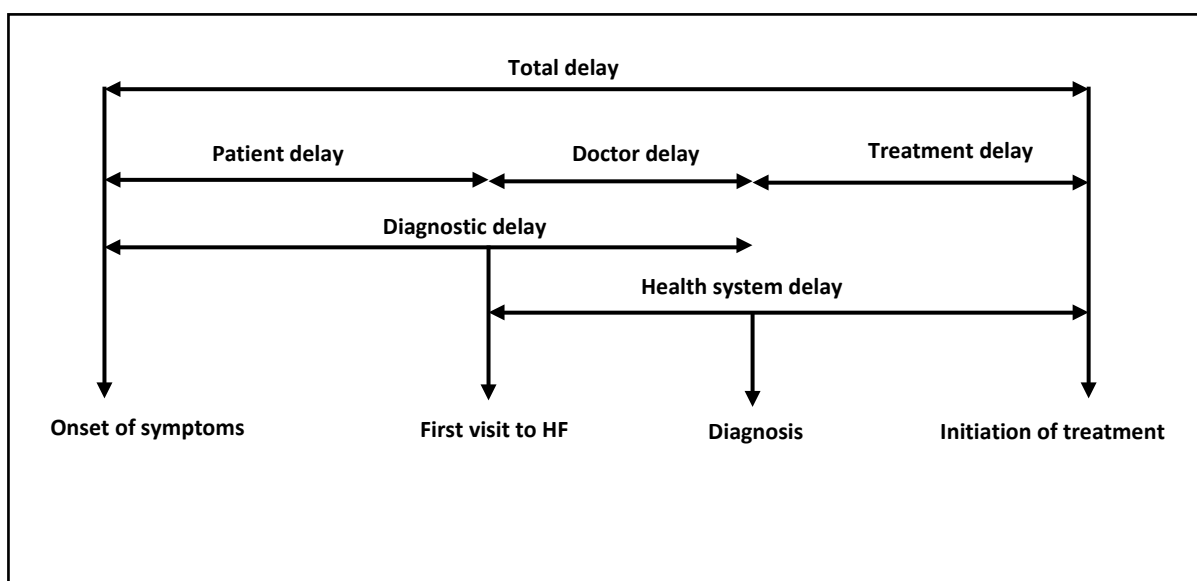 Total delay
Patient delay
Doctor delay
Treatment delay
Diagnostic delay
Health system delay
Onset of symptoms
First visit to HF
Diagnosis
Initiation of treatment